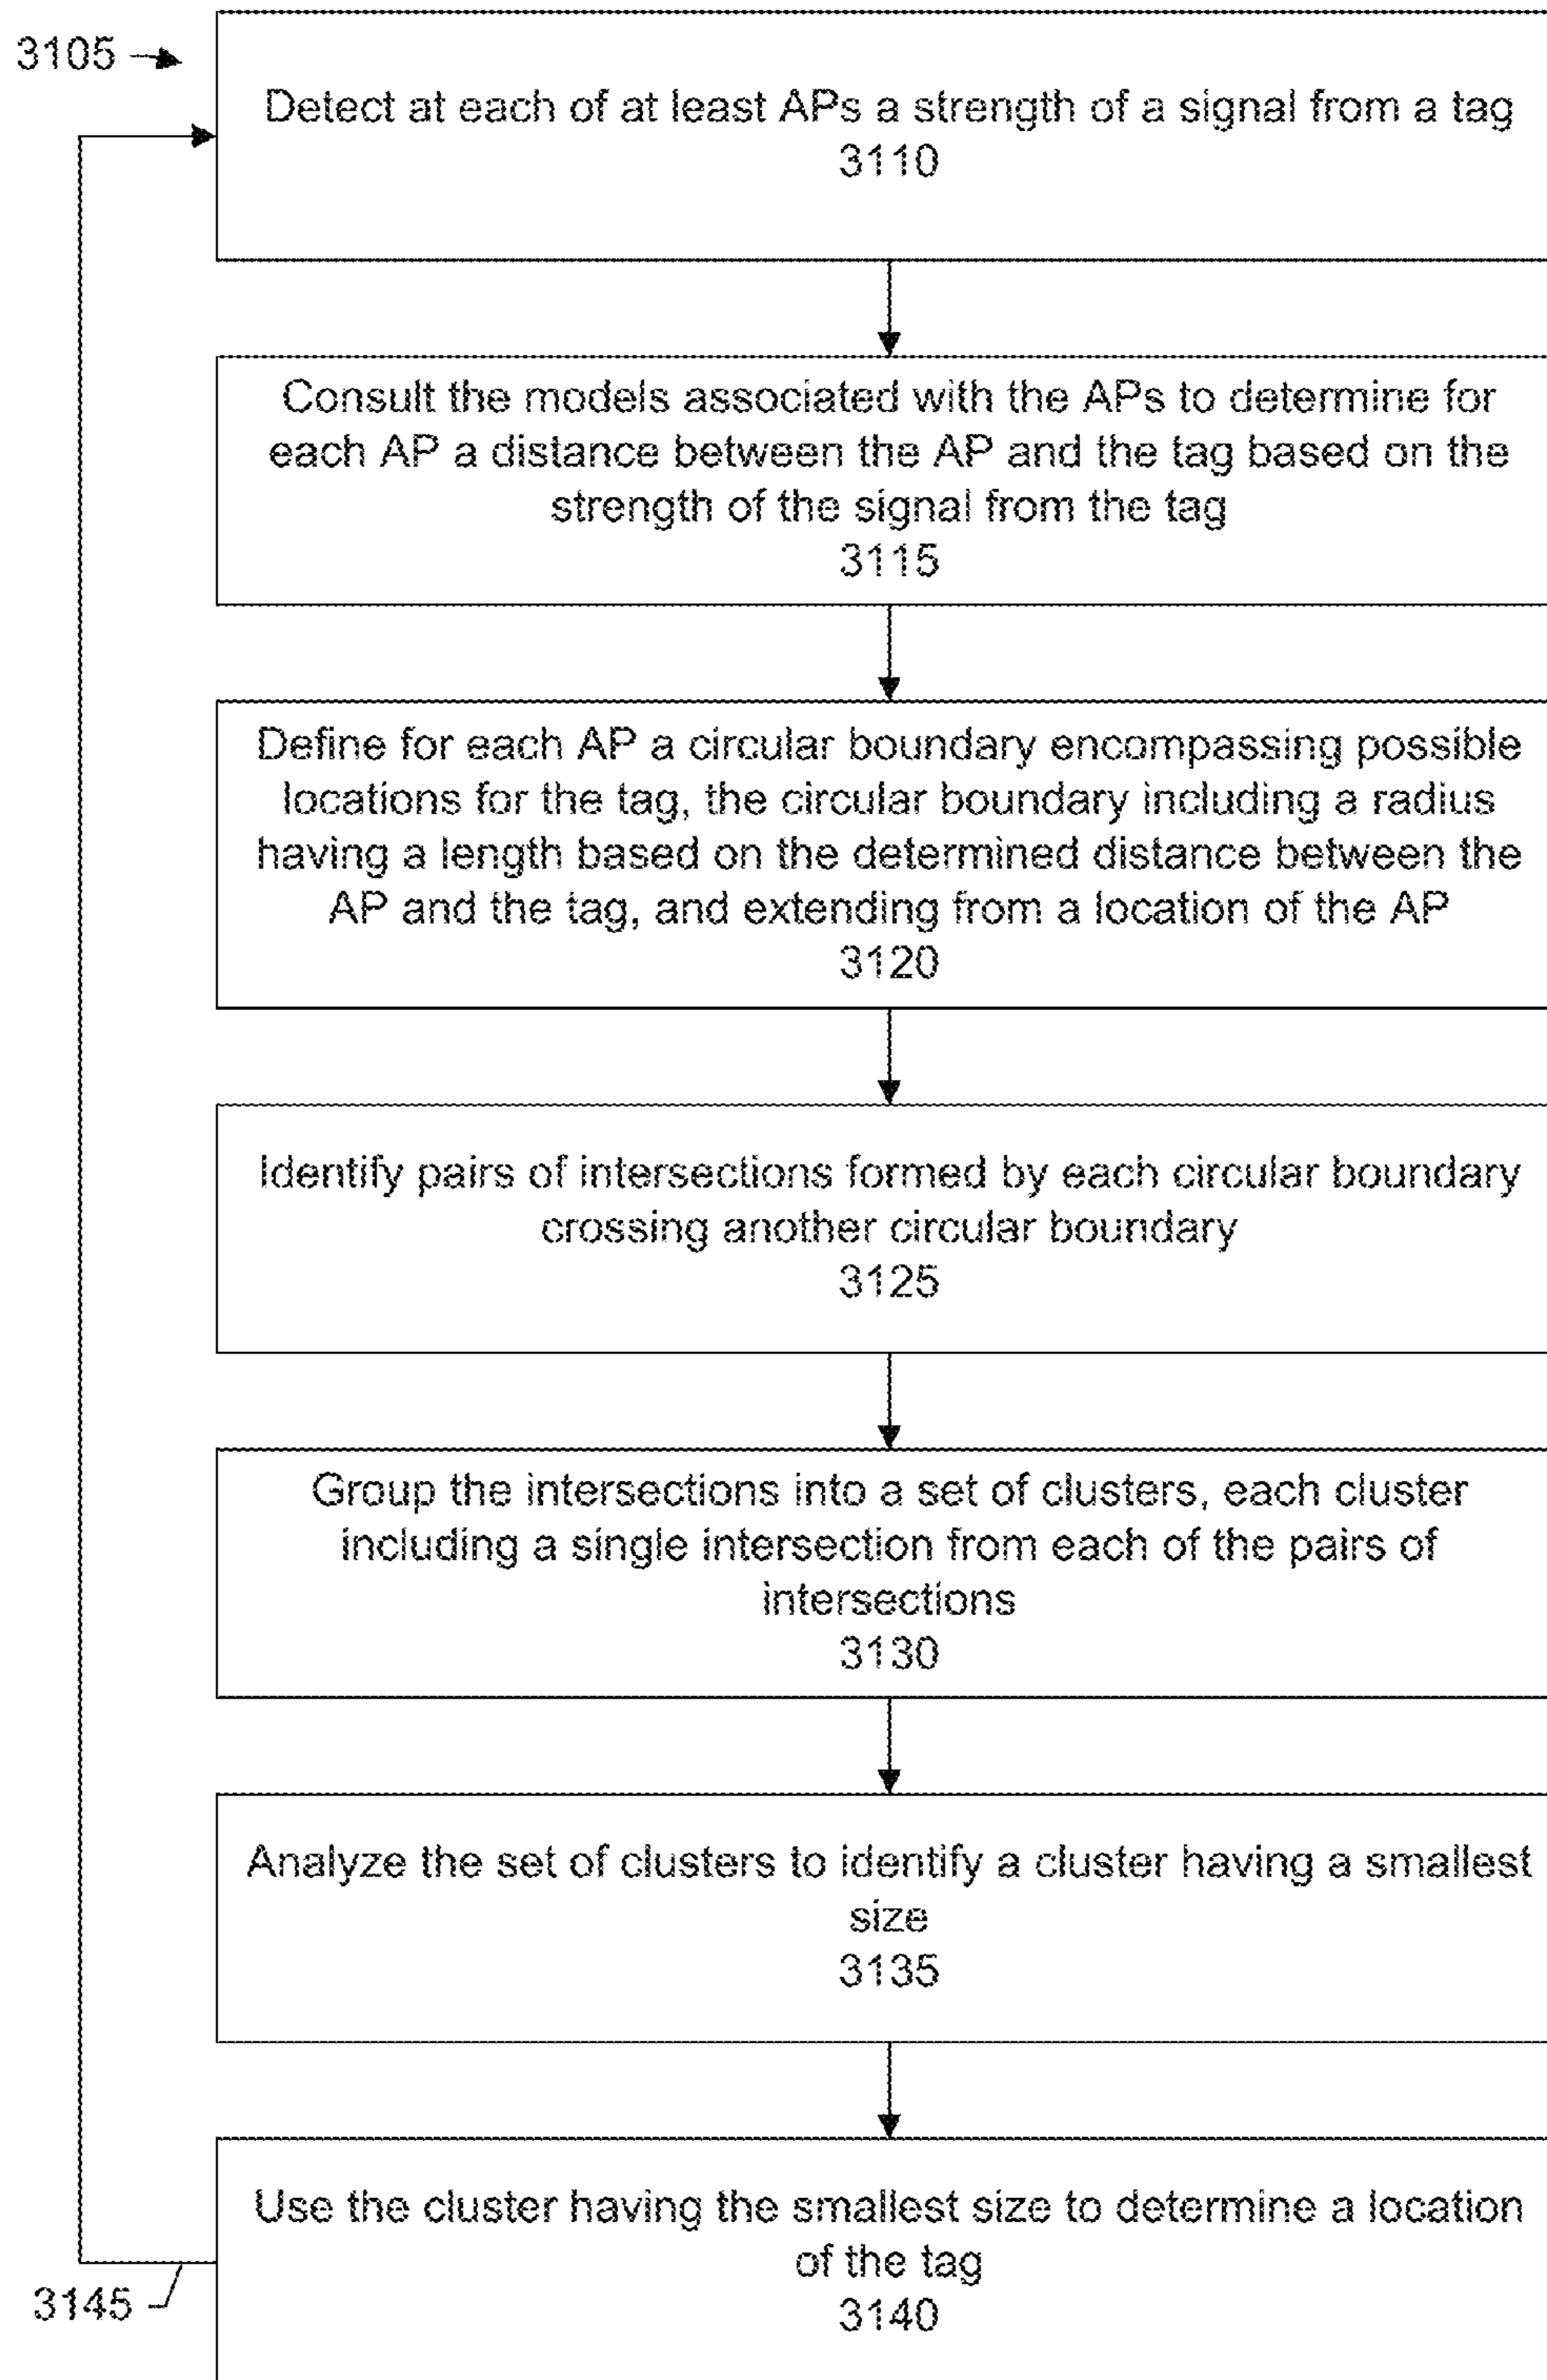 3105
Detect at each of at least APs a strength of a signal from a tag
3110
Consult the models associated with the APs to determine for
each AP a distance between the AP and the tag based on the
strength of the signal from the tag
3115
Define for each AP a circular boundary encompassing possible
locations for the tag, the circular boundary including a radius
having a length based on the determined distance between the
AP and the tag, and extending from a location of the AP
3120
Identify pairs of intersections formed by each circular boundary
crossing another circular boundary
3125
Group the intersections into a set of clusters, each cluster
including a single intersection from each of the pairs of
intersections
3130
Analyze the set of clusters to identify a cluster having a smallest
size
3135
Use the cluster having the smallest size to determine a location
of the tag
3140
3145